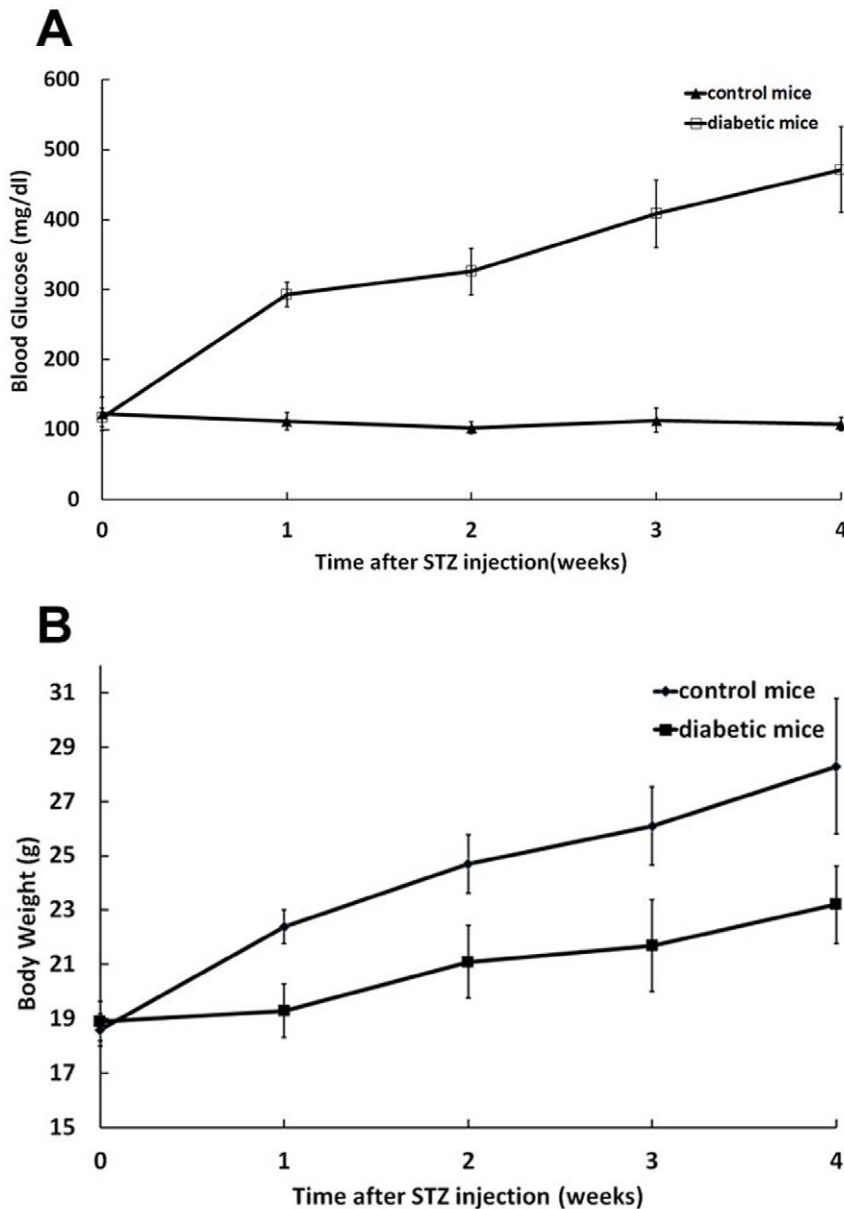 A
600
control mice
diabetic mice
500
400
300
200
100
0
Blood Glucose (mg/dl)
0 1 2 3 4
Time after STZ injection(weeks)
B
31
control mice
diabetic mice
29
27
25
23
21
19
17
15
Body Weight (g)
0 1 2 3 4
Time after STZ injection (weeks)